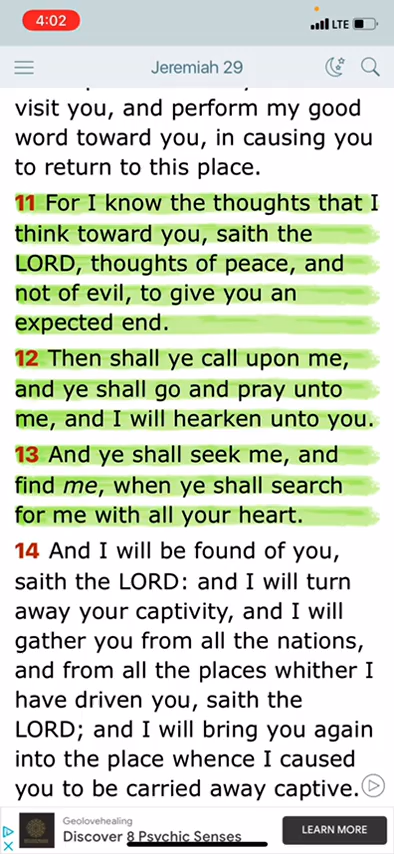 4:02
LTE
Jeremiah 29
visit you, and perform my good
word toward you, in causing you
to return to this place.
11 For I know the thoughts that I
think toward you, saith the
LORD, thoughts of peace, and
not of evil, to give you an
expected end.
12 Then shall ye call upon me,
and ye shall go and pray unto
me, and I will hearken unto you.
13 And ye shall seek me, and
find me, when ye shall search
for me with all your heart.
14 And I will be found of you,
saith the LORD: and I will turn
away your captivity, and I will
gather you from all the nations,
and from all the places whither I
have driven you, saith the
LORD; and I will bring you again
into the place whence I caused
you to be carried away captive.
Geolovehealing
Discover 8 Psychic Senses
LEARN MORE